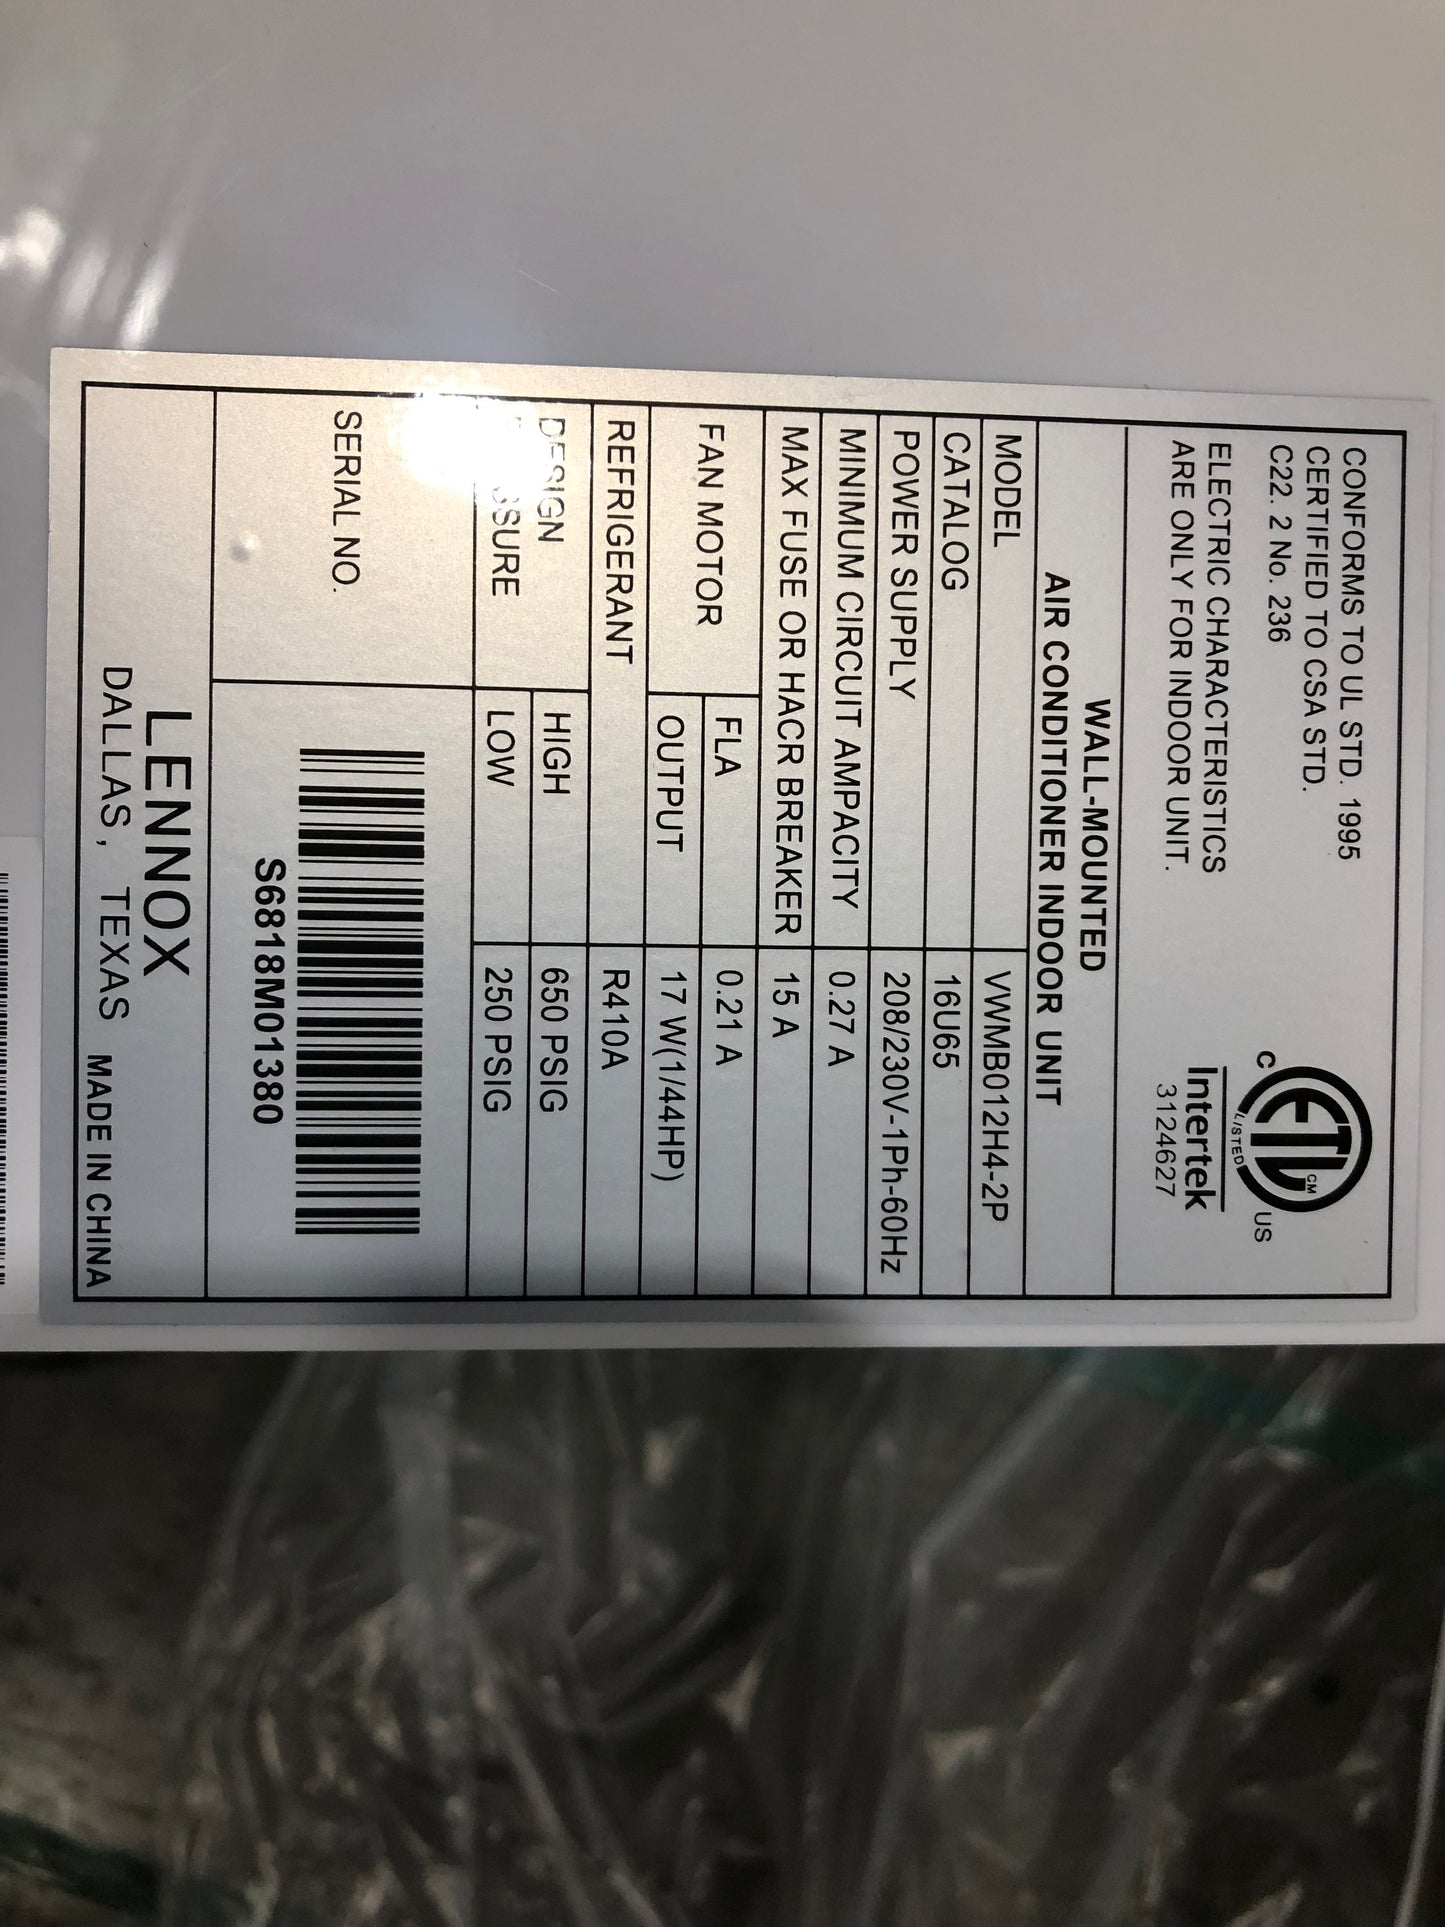 CONFORMS TO UL STD. 1995
CERTIFIED TO CSA STD.
C22. 2 No. 236
ELECTRIC CHARACTERISTICS
ARE ONLY FOR INDOOR UNIT.
C ETL CM US
LISTED
Intertek
3124627
WALL-MOUNTED
AIR CONDITIONER INDOOR UNIT
MODEL VWMB012H4-2P
CATALOG 16U65
POWER SUPPLY 208/230V-1Ph-60Hz
MINIMUM CIRCUIT AMPACITY 0.27 A
MAX FUSE OR HACR BREAKER 15 A
FAN MOTOR FLA 0.21 A
OUTPUT 17 W(1/44HP)
REFRIGERANT R410A
DESIGN HIGH 650 PSIG
LOW 250 PSIG
SERIAL NO.
S6818M01380
LENNOX
DALLAS, TEXAS MADE IN CHINA